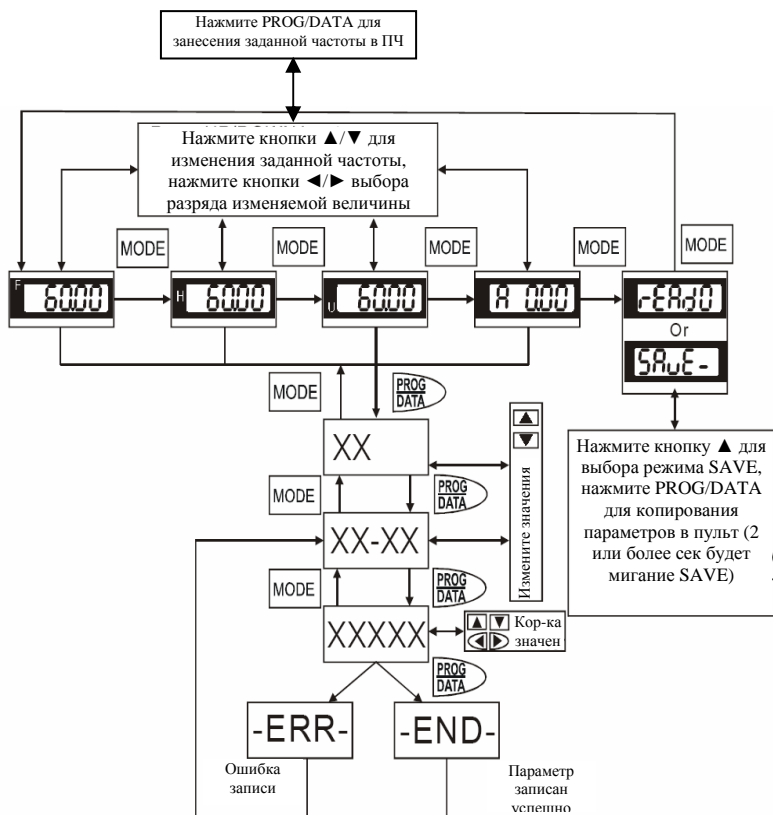 Нажмите PROG/DATA для
занесения заданной частоты в ПЧ
Нажмите кнопки ▲/▼ для
изменения заданной частоты,
нажмите кнопки ◄/► выбора
разряда изменяемой величины
MODE
MODE
MODE
MODE
MODE
F 60.00
H 60.00
U 60.00
A 0.00
rEAd0
Or
SAvE-
MODE
PROG
DATA
XX
▲
▼
Измените значения
Нажмите кнопку ▲ для
выбора режима SAVE,
нажмите PROG/DATA
для копирования
параметров в пульт (2
или более сек будет
мигание SAVE)
MODE
PROG
DATA
XX-XX
MODE
PROG
DATA
XXXXX
▲ ▼ Кор-ка
◄ ► значен
PROG
DATA
-ERR-
-END-
Ошибка
записи
Параметр
записан
успешно